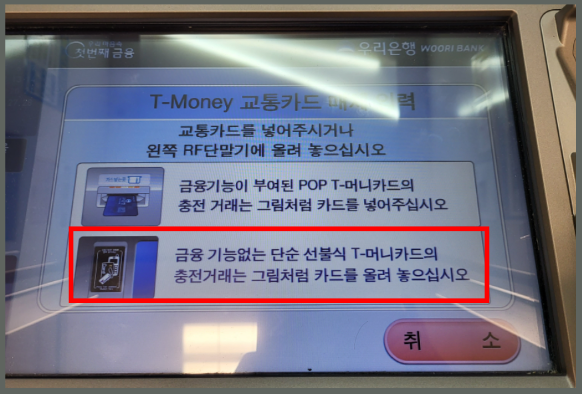 첫번째 금융
우리은행 WOORI BANK
T-Money 교통카드 매체 입력
교통카드를 넣어주시거나
왼쪽 RF단말기에 올려 놓으십시오
금융기능이 부여된 POP T-머니카드의
충전 거래는 그림처럼 카드를 넣어주십시오
금융 기능없는 단순 선불식 T-머니카드의
충전거래는 그림처럼 카드를 올려 놓으십시오
취 소